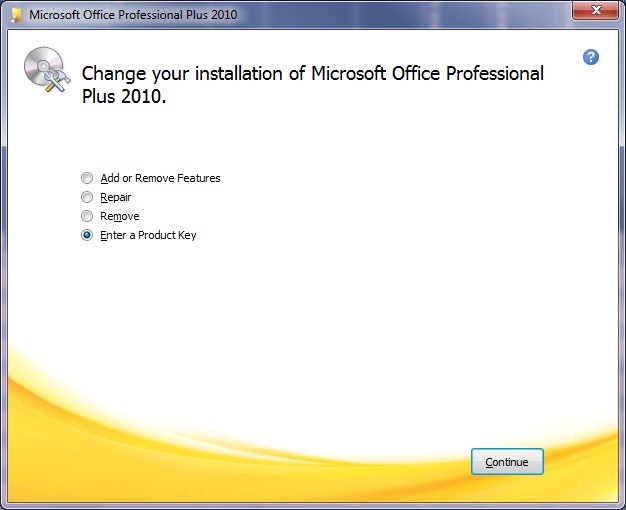 Microsoft Office Professional Plus 2010
Change your installation of Microsoft Office Professional
Plus 2010.
Add or Remove Features
Repair
Remove
Enter a Product Key
Continue